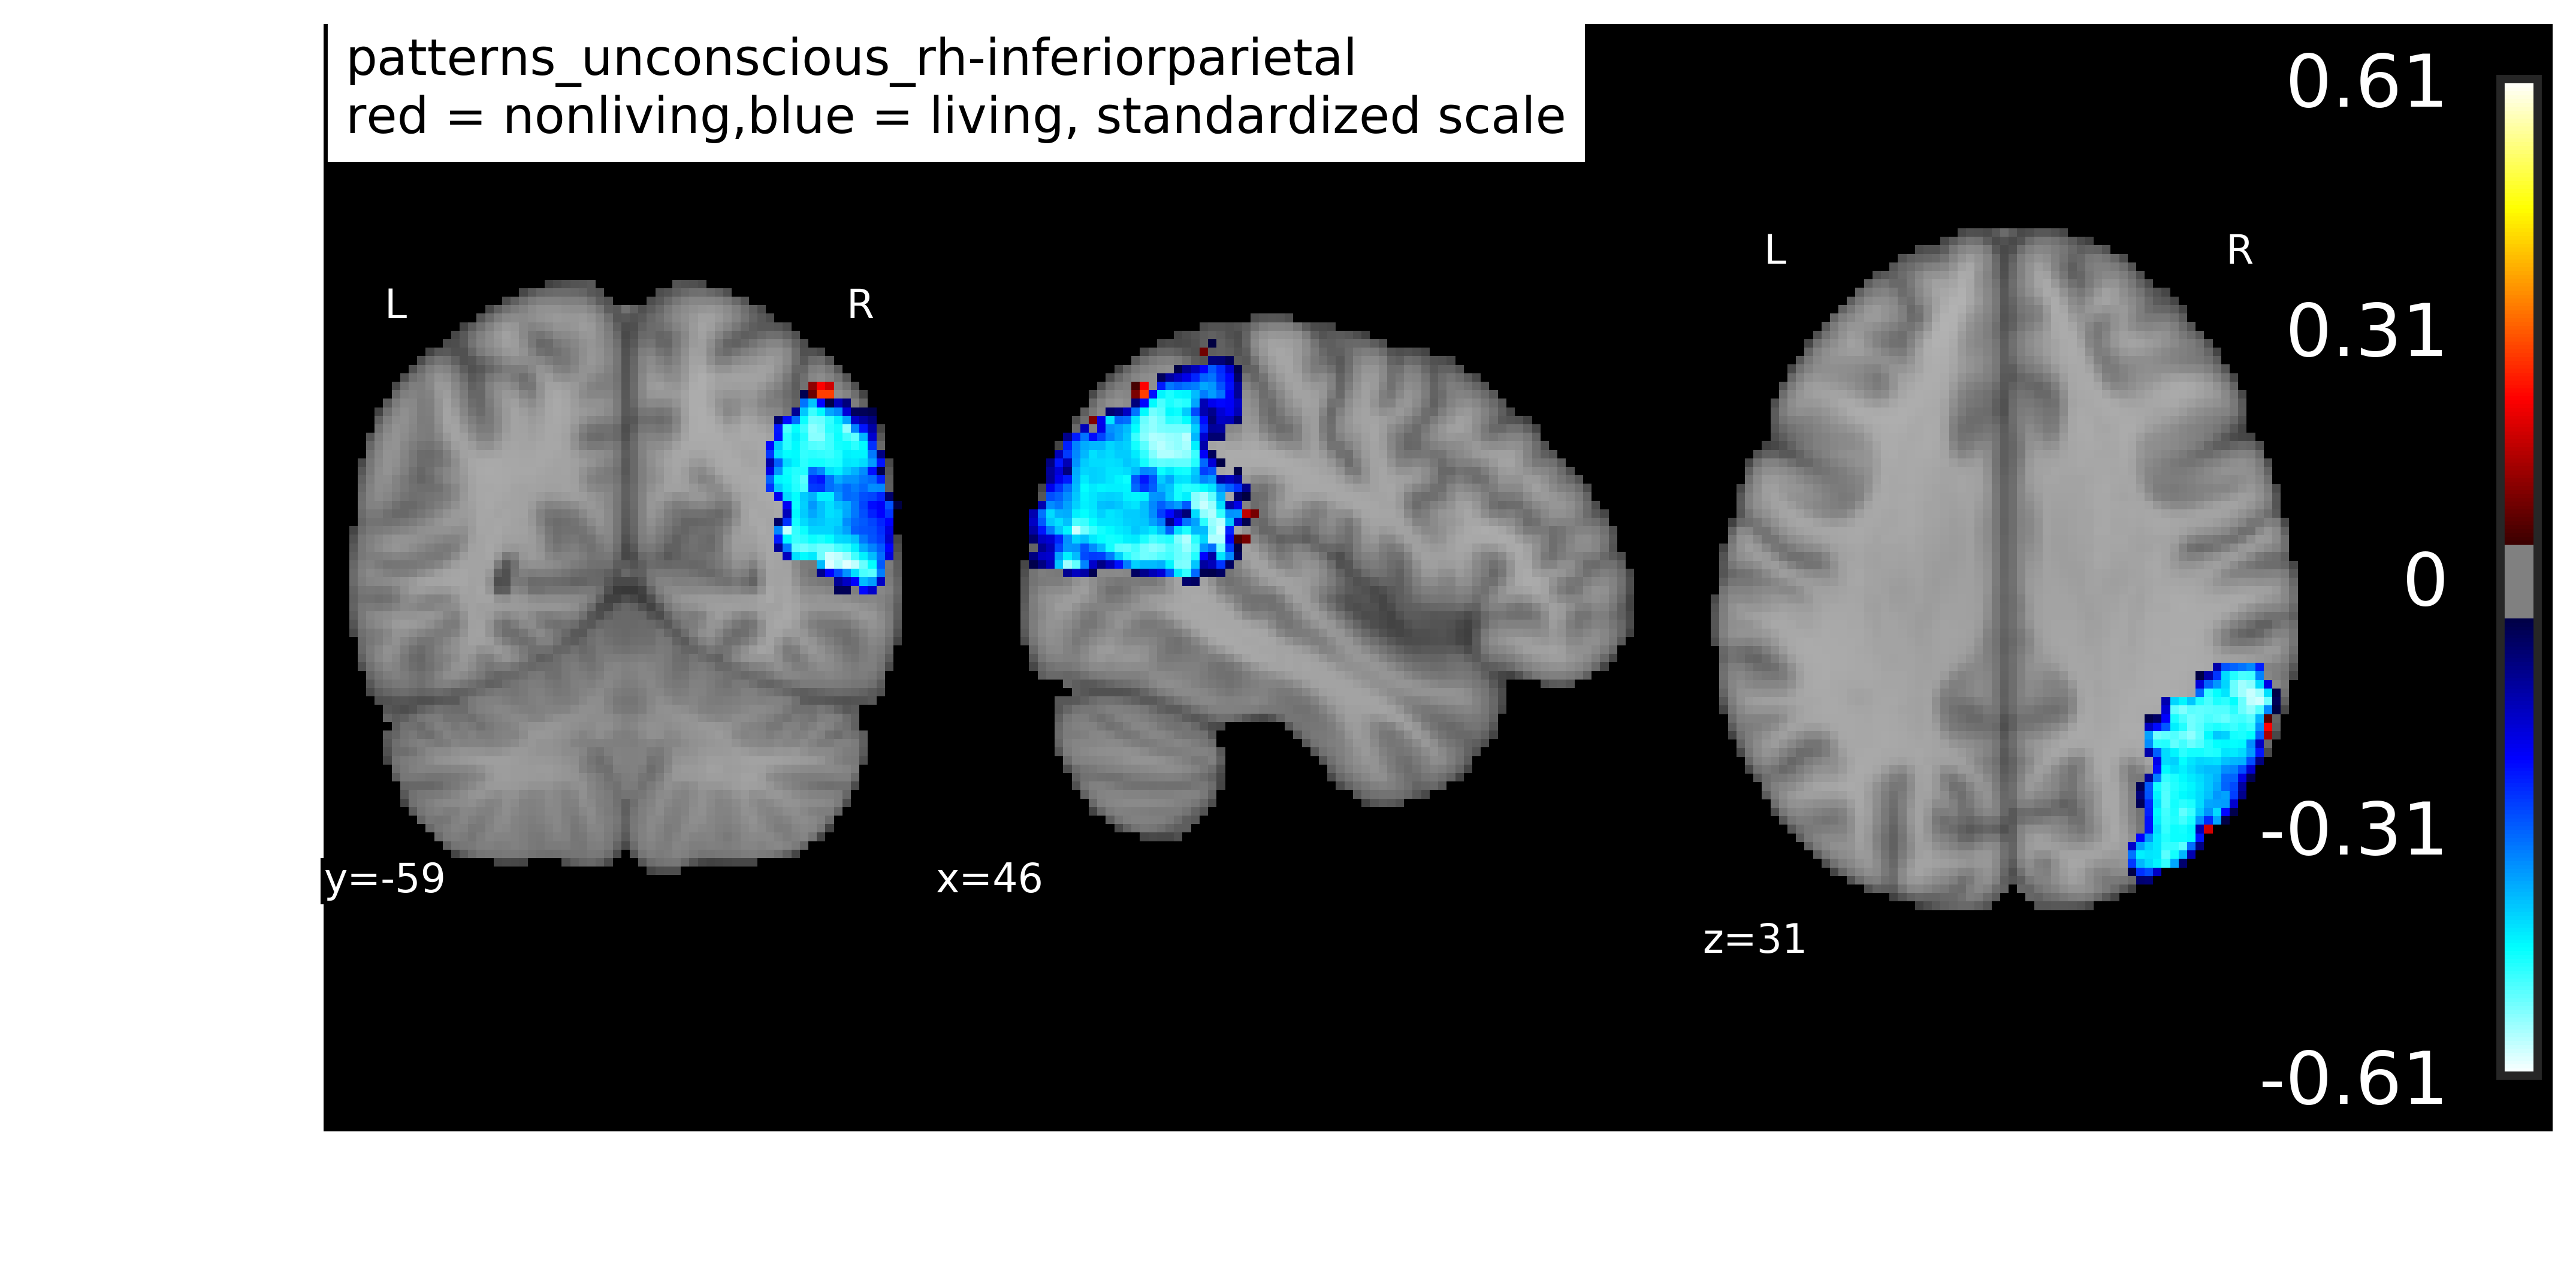 patterns_unconscious_rh-inferiorparietal
red = nonliving,blue = living, standardized scale
L R
y=-59
x=46
L R
z=31
0.61
0.31
0
-0.31
-0.61